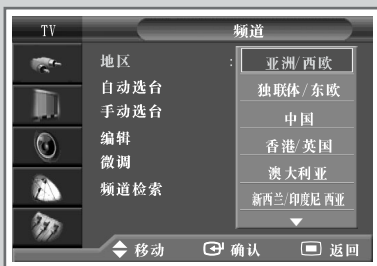 TV
频道
地区 : 亚洲/西欧
自动选台 独联体/东欧
手动选台 中国
编辑 香港/英国
微调 澳大利亚
频道检索 新西兰/印度尼西亚
移动 确认 返回